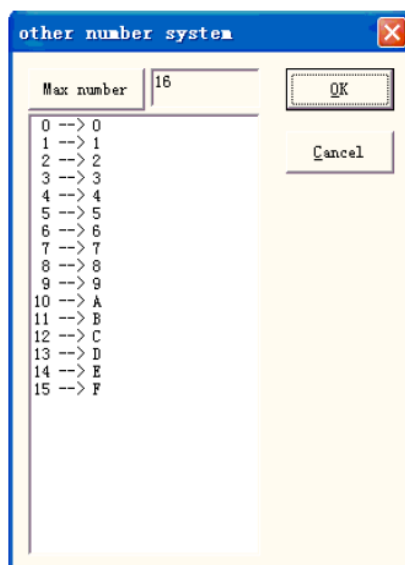 other number system
Max number 16 OK
Cancel
0 --> 0
1 --> 1
2 --> 2
3 --> 3
4 --> 4
5 --> 5
6 --> 6
7 --> 7
8 --> 8
9 --> 9
10 --> A
11 --> B
12 --> C
13 --> D
14 --> E
15 --> F